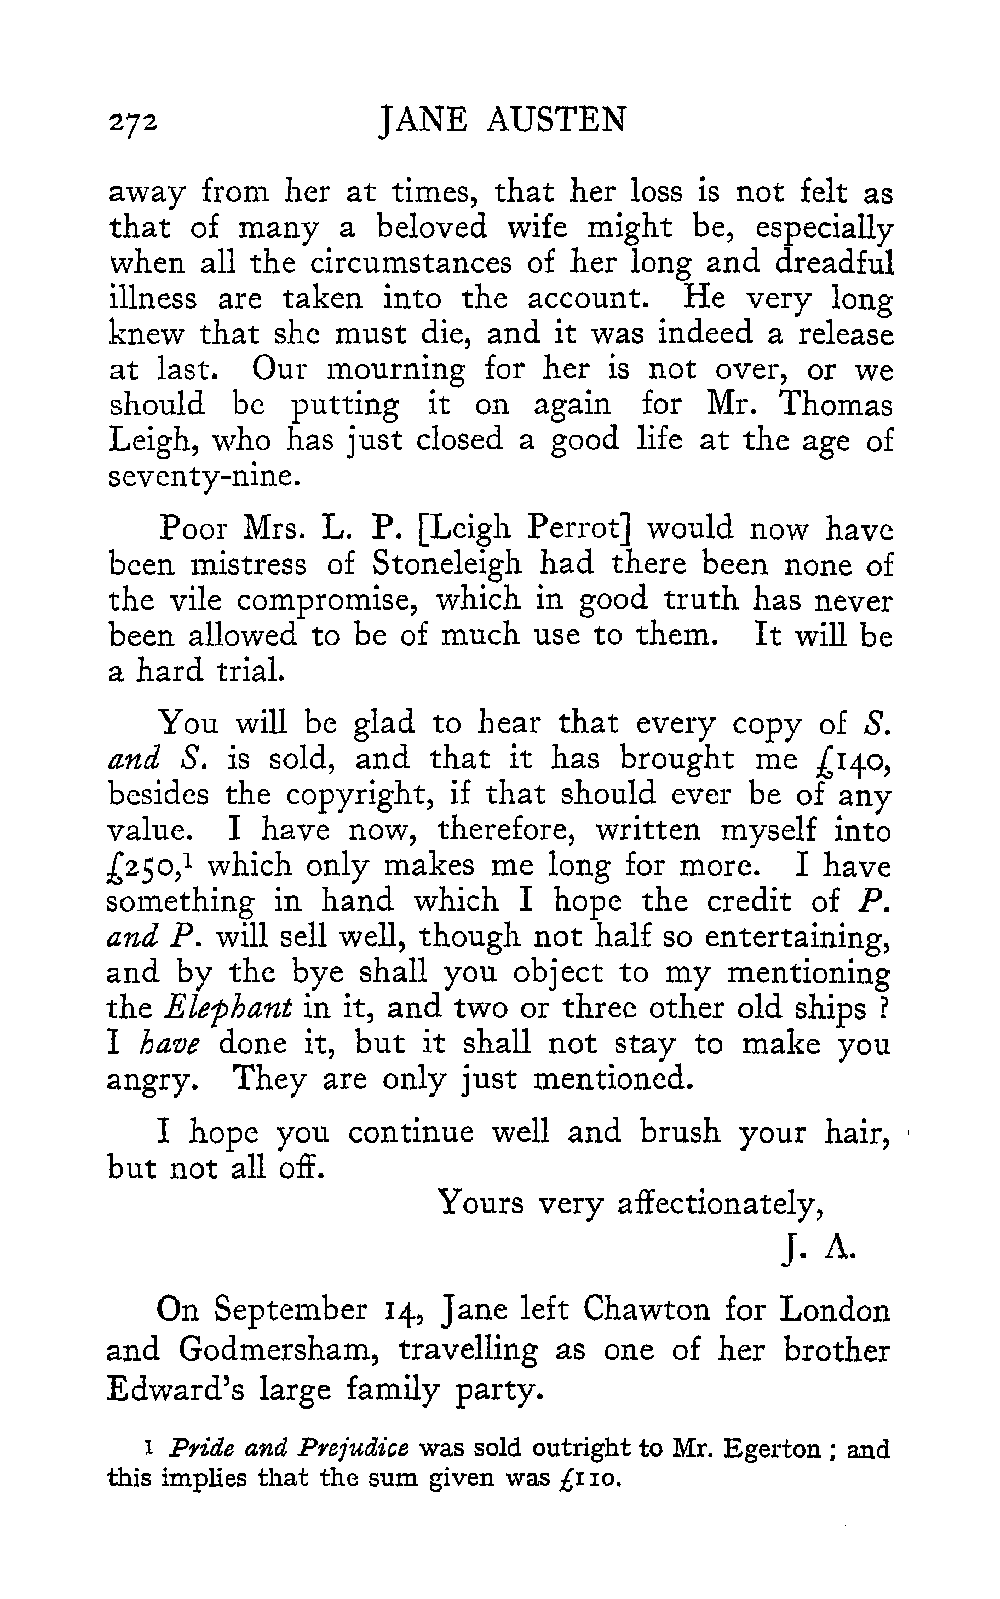 272 JANE AUSTEN
away from her at times, that her loss is not felt as
that of many a beloved wife might be, especially
when all the circumstances of her long and dreadful
illness are taken into the account. He very long
knew that she must die, and it was indeed a release
at last. Our mourning for her is not over, or we
should be putting it on again for Mr. Thomas
Leigh, who has just closed a good life at the age of
seventy-nine.
Poor Mrs. L. P. [Leigh Perrot] would now have
been mistress of Stoneleigh had there been none of
the vile compromise, which in good truth has never
been allowed to be of much use to them. It will be
a hard trial.
You will be glad to hear that every copy of S.
and S. is sold, and that it has brought me £140,
besides the copyright, if that should ever be of any
value. I have now, therefore, written myself into
£250,¹ which only makes me long for more. I have
something in hand which I hope the credit of P.
and P. will sell well, though not half so entertaining,
and by the bye shall you object to my mentioning
the Elephant in it, and two or three other old ships ?
I have done it, but it shall not stay to make you
angry. They are only just mentioned.
I hope you continue well and brush your hair,
but not all off.
Yours very affectionately,
J. A.
On September 14, Jane left Chawton for London
and Godmersham, travelling as one of her brother
Edward's large family party.
1 Pride and Prejudice was sold outright to Mr. Egerton ; and
this implies that the sum given was £110.